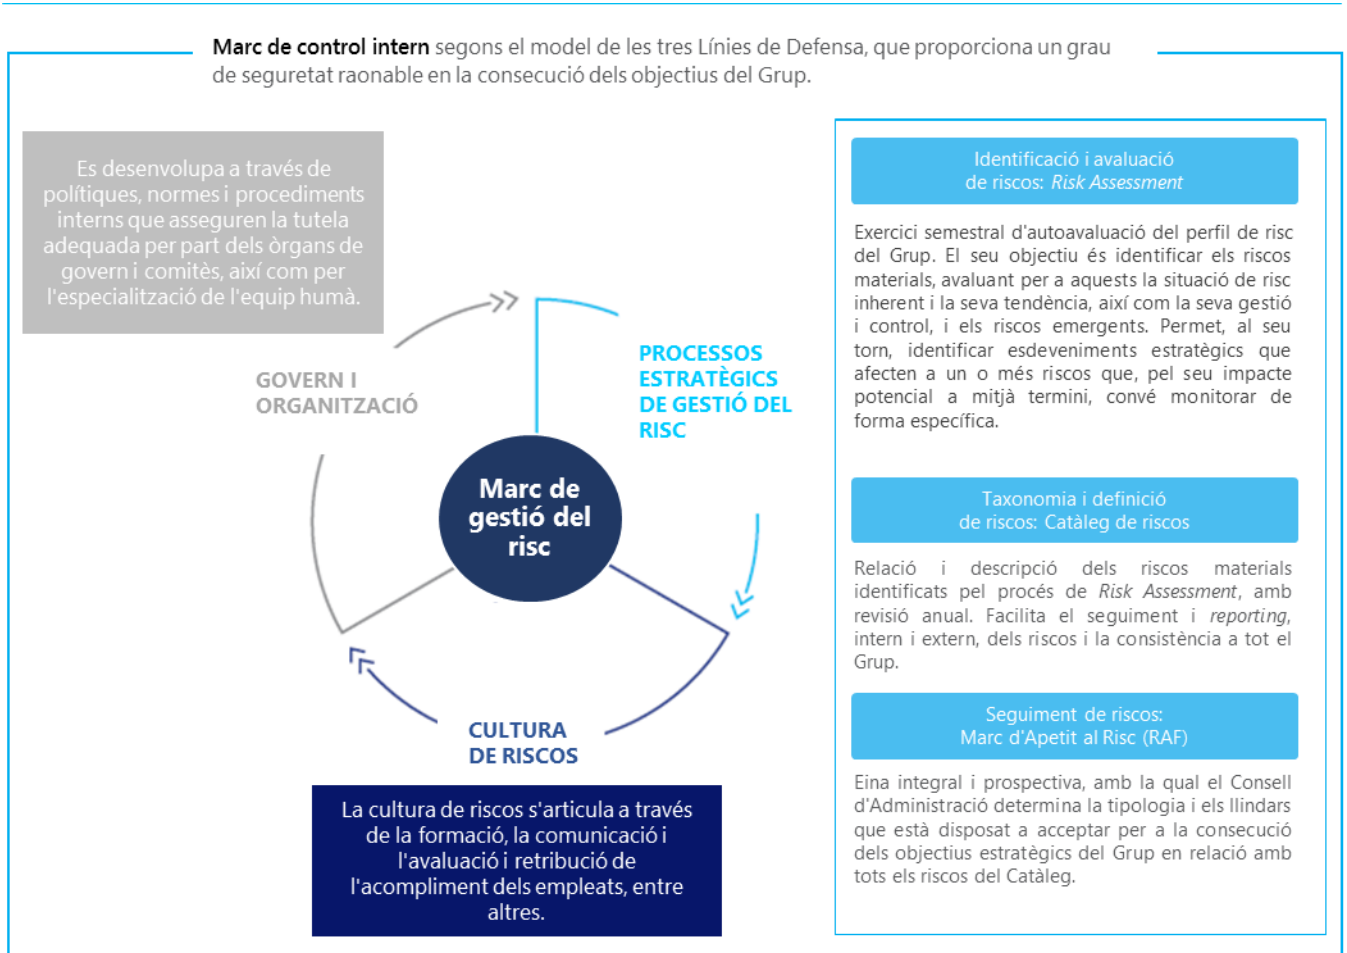 Marc de control intern segons el model de les tres Línies de Defensa, que proporciona un grau
de seguretat raonable en la consecució dels objectius del Grup.
Es desenvolupa a través de
polítiques, normes i procediments
interns que asseguren la tutela
adequada per part dels òrgans de
govern i comitès, així com per
l'especialització de l'equip humà.
GOVERN I
ORGANITZACIÓ
PROCESSOS
ESTRATÈGICS
DE GESTIÓ DEL
RISC
Marc de
gestió del
risc
CULTURA
DE RISCOS
La cultura de riscos s'articula a través
de la formació, la comunicació i
l'avaluació i retribució de
l'acompliment dels empleats, entre
altres.
Identificació i avaluació
de riscos: Risk Assessment
Exercici semestral d'autoavaluació del perfil de risc
del Grup. El seu objectiu és identificar els riscos
materials, avaluant per a aquests la situació de risc
inherent i la seva tendència, així com la seva gestió
i control, i els riscos emergents. Permet, al seu
torn, identificar esdeveniments estratègics que
afecten a un o més riscos que, pel seu impacte
potencial a mitjà termini, convé monitorar de
forma específica.
Taxonomia i definició
de riscos: Catàleg de riscos
Relació i descripció dels riscos materials
identificats pel procés de Risk Assessment, amb
revisió anual. Facilita el seguiment i reporting,
intern i extern, dels riscos i la consistència a tot el
Grup.
Seguiment de riscos:
Marc d'Apetit al Risc (RAF)
Eina integral i prospectiva, amb la qual el Consell
d'Administració determina la tipologia i els llindars
que està disposat a acceptar per a la consecució
dels objectius estratègics del Grup en relació amb
tots els riscos del Catàleg.